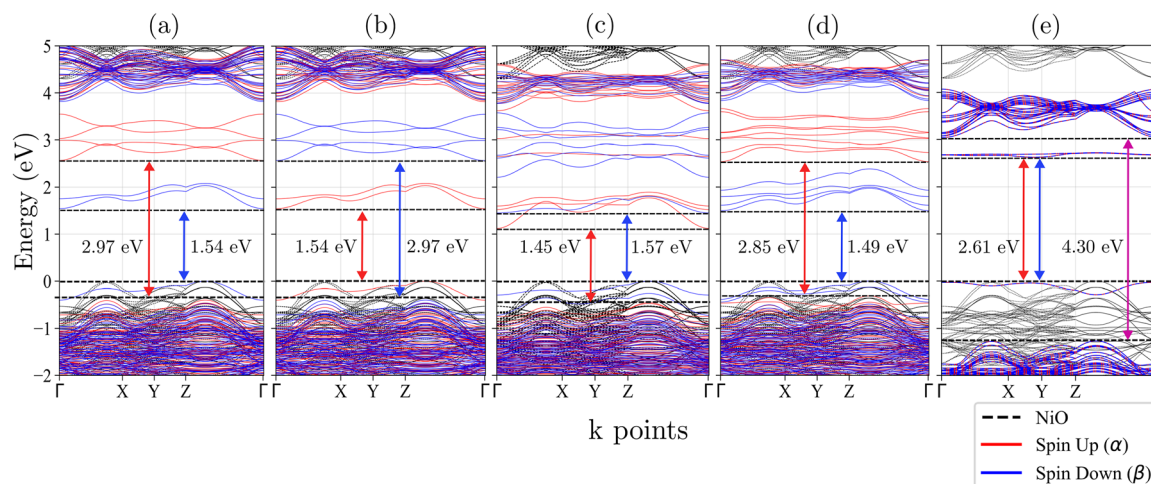 (a) (b) (c) (d) (e)
Energy (eV)
5
4
3
2
1
0
−1
−2
2.97 eV 1.54 eV
1.54 eV 2.97 eV
1.45 eV 1.57 eV
2.85 eV 1.49 eV
2.61 eV 4.30 eV
Γ X Y Z Γ
Γ X Y Z Γ
Γ X Y Z Γ
Γ X Y Z Γ
Γ X Y Z
k points
NiO
Spin Up (α)
Spin Down (β)